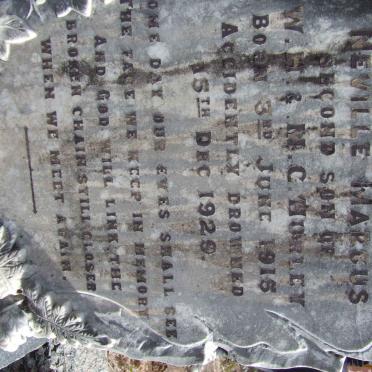 NEVILLE MARCUS
SECOND SON OF
W. H. & M. C. WORLEY
BORN 3RD JUNE 1915
ACCIDENTLY DROWNED
15TH DEC 1929.
SOME DAY OUR EYES SHALL SEE
THE FACE WE KEEP IN MEMORY
AND GOD WILL LINK THE
BROKEN CHAIN STILL CLOSER
WHEN WE MEET AGAIN